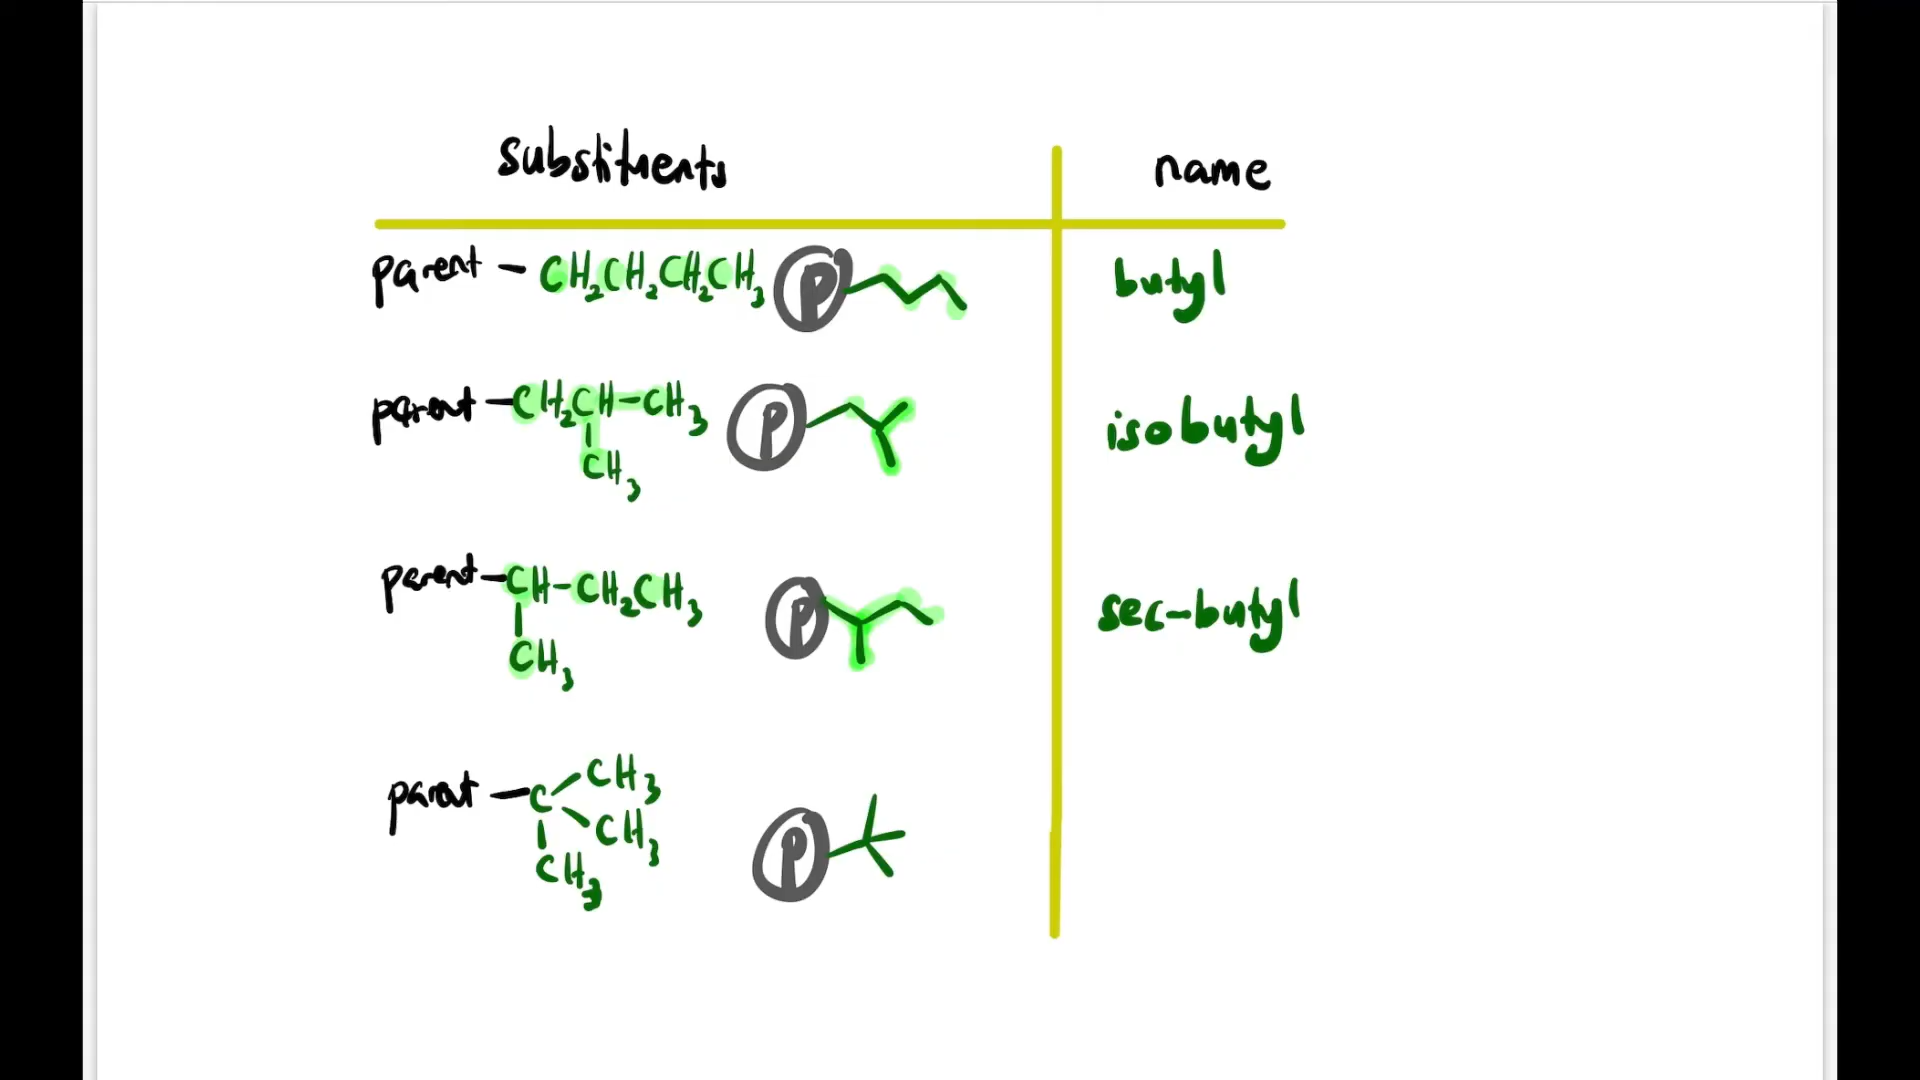 substituents name
parent - CH₂CH₂CH₂CH₃ P butyl
parent - CH₂CH-CH₃ P isobutyl
CH₃
parent - CH-CH₂CH₃ P sec-butyl
CH₃
CH₃
parent - C P
CH₃
CH₃